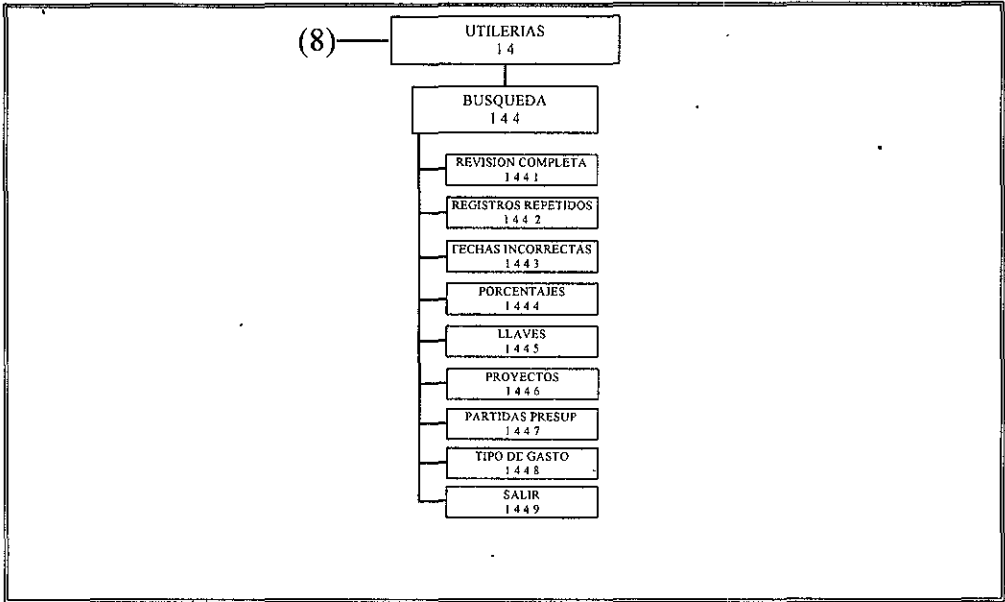 (8)
UTILERIAS
1 4
BUSQUEDA
1 4 4
REVISION COMPLETA
1 4 4 1
REGISTROS REPETIDOS
1 4 4 2
FECHAS INCORRECTAS
1 4 4 3
PORCENTAJES
1 4 4 4
LLAVES
1 4 4 5
PROYECTOS
1 4 4 6
PARTIDAS PRESUP
1 4 4 7
TIPO DE GASTO
1 4 4 8
SALIR
1 4 4 9